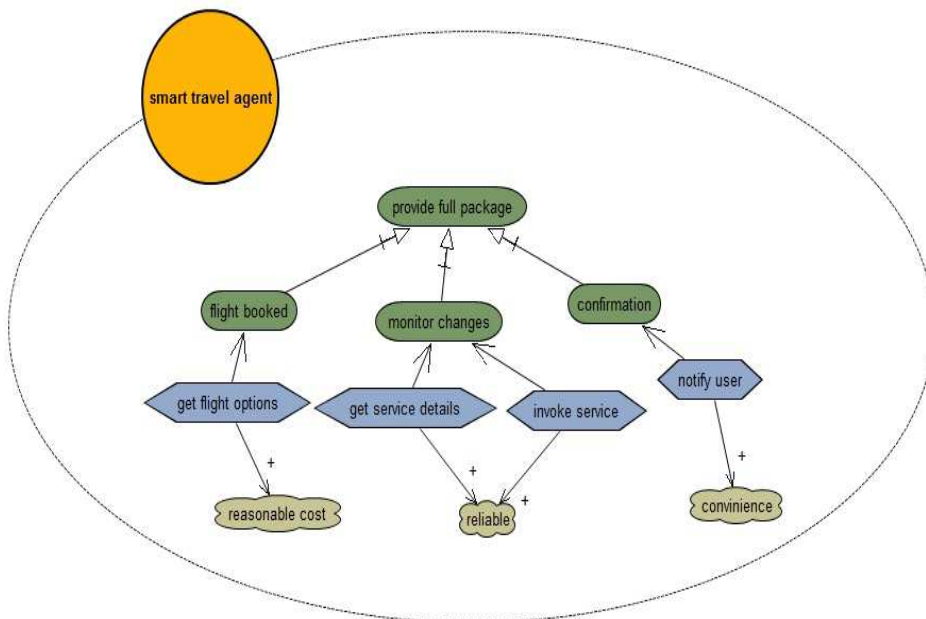 smart travel agent
provide full package
flight booked
monitor changes
confirmation
get flight options
get service details
invoke service
notify user
+
+
+
+
reasonable cost
reliable
convinience